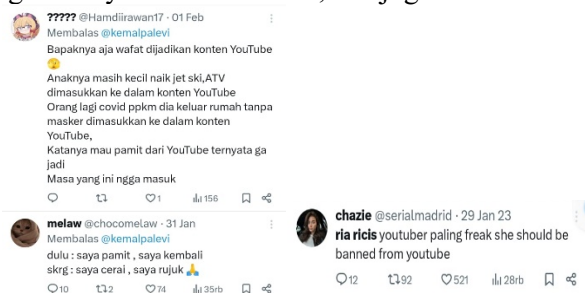 ????? @Hamdiirawan17 · 01 Feb
Membalas @kemalpalevi
Bapaknya aja wafat dijadikan konten YouTube
🫣
Anaknya masih kecil naik jet ski,ATV
dimasukkan ke dalam konten YouTube
Orang lagi covid ppkm dia keluar rumah tanpa
masker dimasukkan ke dalam konten
YouTube,
Katanya mau pamit dari YouTube ternyata ga
jadi
Masa yang ini ngga masuk
1 156
melaw @chocomelaw · 31 Jan
Membalas @kemalpalevi
dulu : saya pamit , saya kembali
skrg : saya cerai , saya rujuk 🙏
10 2 74 35rb
chazie @serialmadrid · 29 Jan 23
ria ricis youtuber paling freak she should be
banned from youtube
12 92 521 28rb